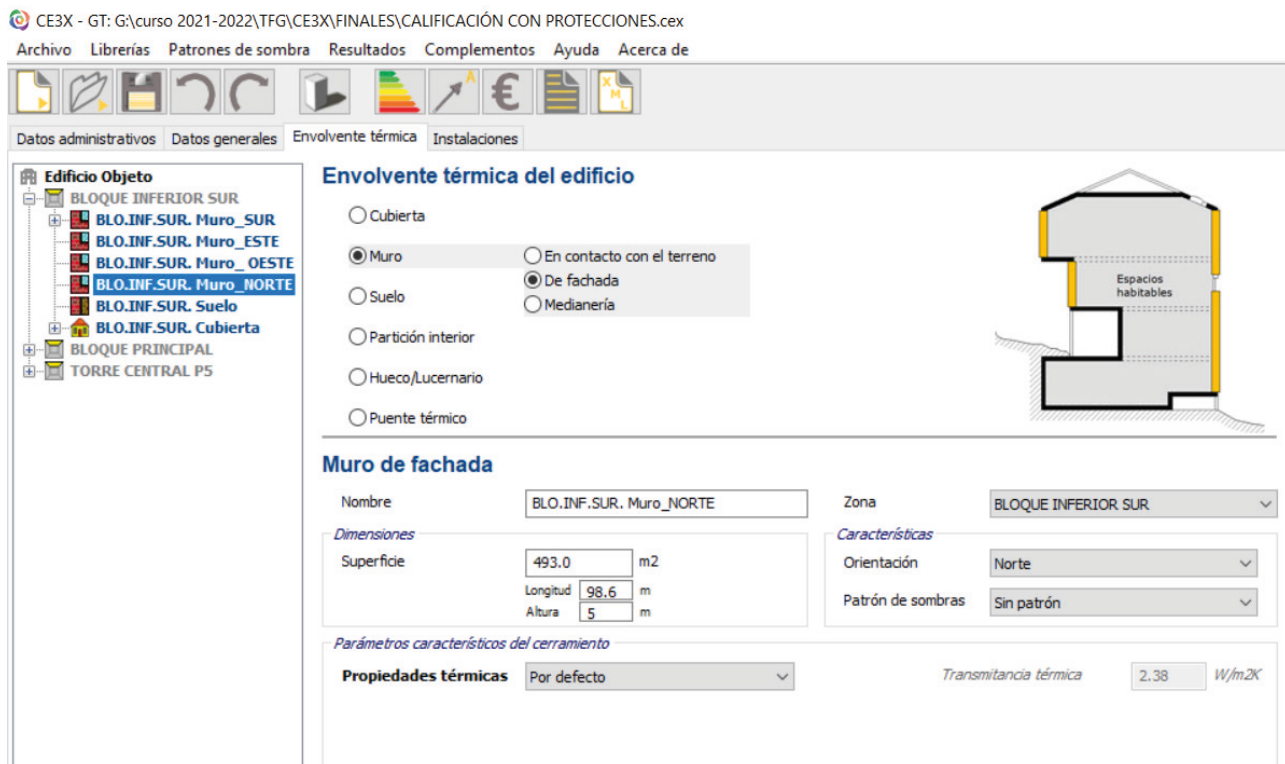 CE3X - GT: G:\curso 2021-2022\TFG\CE3X\FINALES\CALIFICACIÓN CON PROTECCIONES.cex
Archivo Librerías Patrones de sombra Resultados Complementos Ayuda Acerca de
A € X M L
Datos administrativos Datos generales Envolvente térmica Instalaciones
Edificio Objeto
BLOQUE INFERIOR SUR
BLO.INF.SUR. Muro_SUR
BLO.INF.SUR. Muro_ESTE
BLO.INF.SUR. Muro_ OESTE
BLO.INF.SUR. Muro_NORTE
BLO.INF.SUR. Suelo
BLO.INF.SUR. Cubierta
BLOQUE PRINCIPAL
TORRE CENTRAL P5
Envolvente térmica del edificio
Cubierta
Muro
En contacto con el terreno
De fachada
Medianería
Suelo
Partición interior
Hueco/Lucernario
Puente térmico
Espacios
habitables
Muro de fachada
Nombre BLO.INF.SUR. Muro_NORTE Zona BLOQUE INFERIOR SUR
Dimensiones
Superficie 493.0 m2
Longitud 98.6 m
Altura 5 m
Características
Orientación Norte
Patrón de sombras Sin patrón
Parámetros característicos del cerramiento
Propiedades térmicas Por defecto Transmitancia térmica 2.38 W/m2K